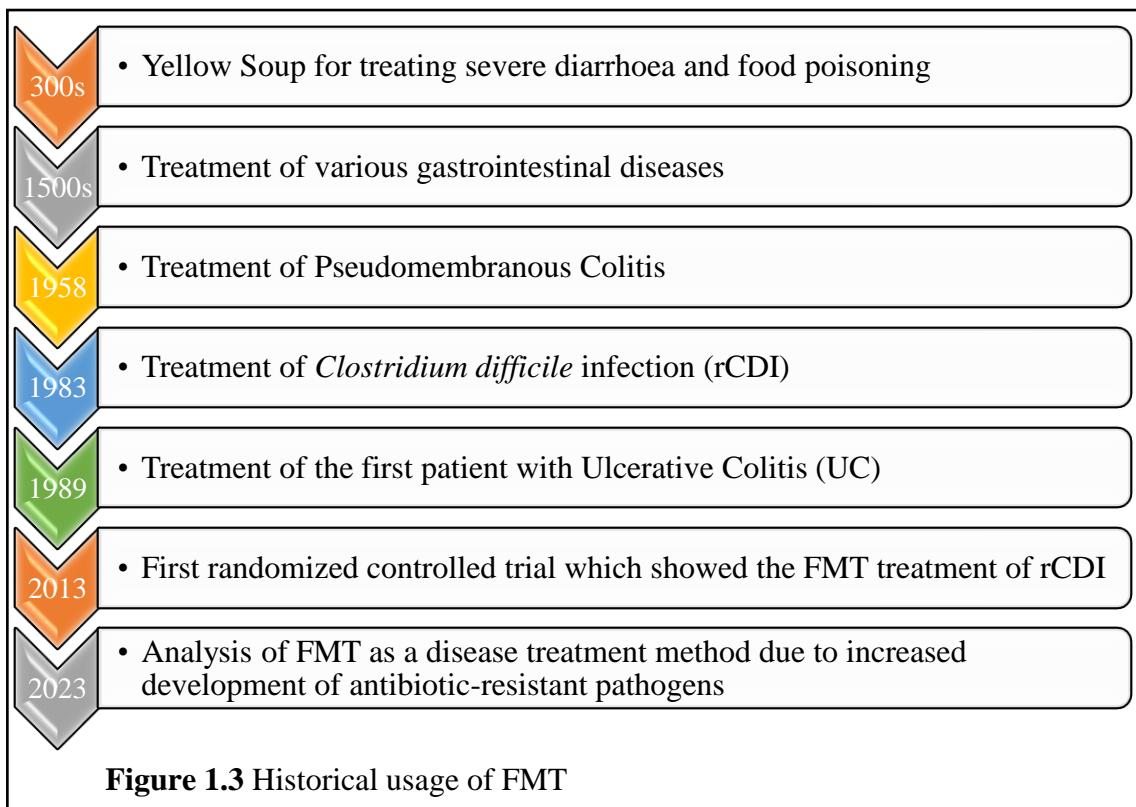 300s
• Yellow Soup for treating severe diarrhoea and food poisoning
1500s
• Treatment of various gastrointestinal diseases
1958
• Treatment of Pseudomembranous Colitis
1983
• Treatment of Clostridium difficile infection (rCDI)
1989
• Treatment of the first patient with Ulcerative Colitis (UC)
2013
• First randomized controlled trial which showed the FMT treatment of rCDI
2023
• Analysis of FMT as a disease treatment method due to increased
development of antibiotic-resistant pathogens
Figure 1.3 Historical usage of FMT